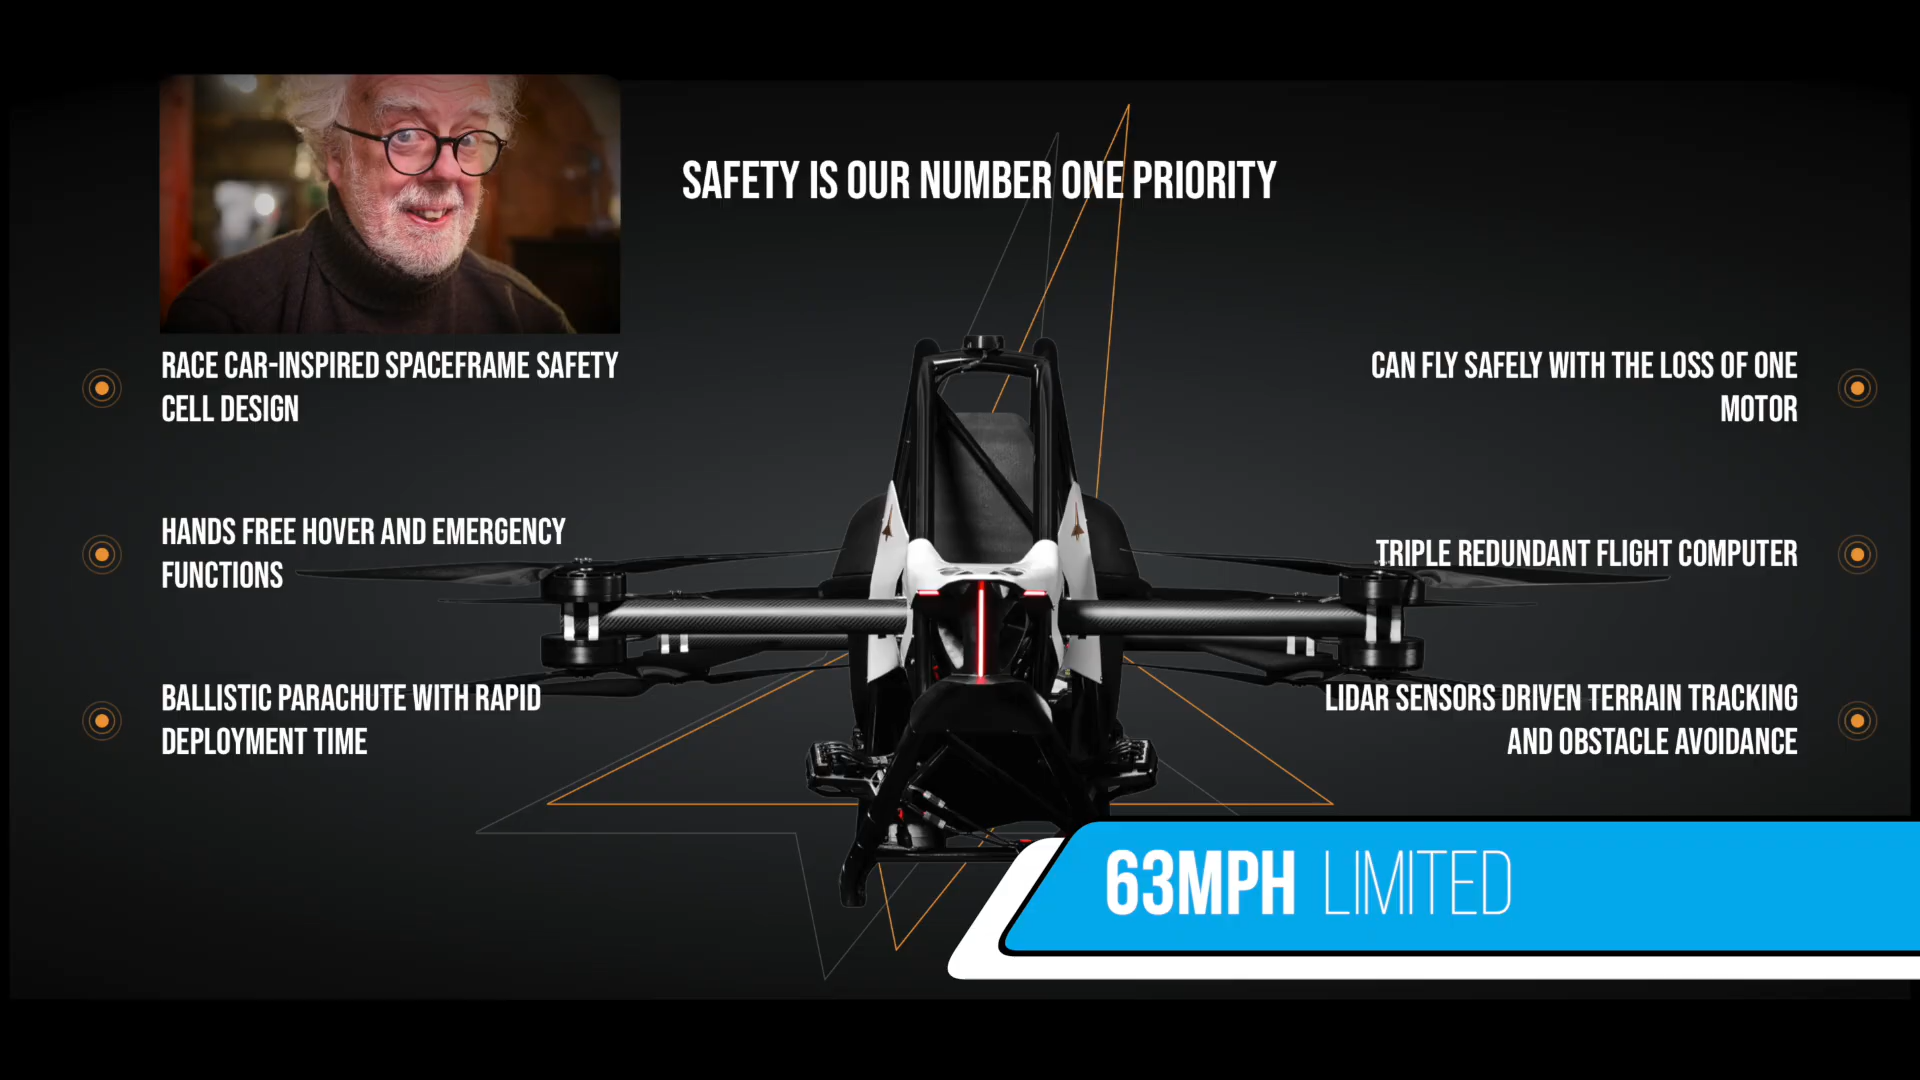 SAFETY IS OUR NUMBER ONE PRIORITY
RACE CAR-INSPIRED SPACEFRAME SAFETY
CELL DESIGN
HANDS FREE HOVER AND EMERGENCY
FUNCTIONS
BALLISTIC PARACHUTE WITH RAPID
DEPLOYMENT TIME
CAN FLY SAFELY WITH THE LOSS OF ONE
MOTOR
TRIPLE REDUNDANT FLIGHT COMPUTER
LIDAR SENSORS DRIVEN TERRAIN TRACKING
AND OBSTACLE AVOIDANCE
63MPH LIMITED